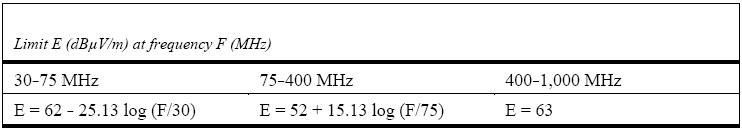 Limit E (dBµV/m) at frequency F (MHz)
30-75 MHz 75-400 MHz 400-1,000 MHz
E = 62 - 25.13 log (F/30) E = 52 + 15.13 log (F/75) E = 63